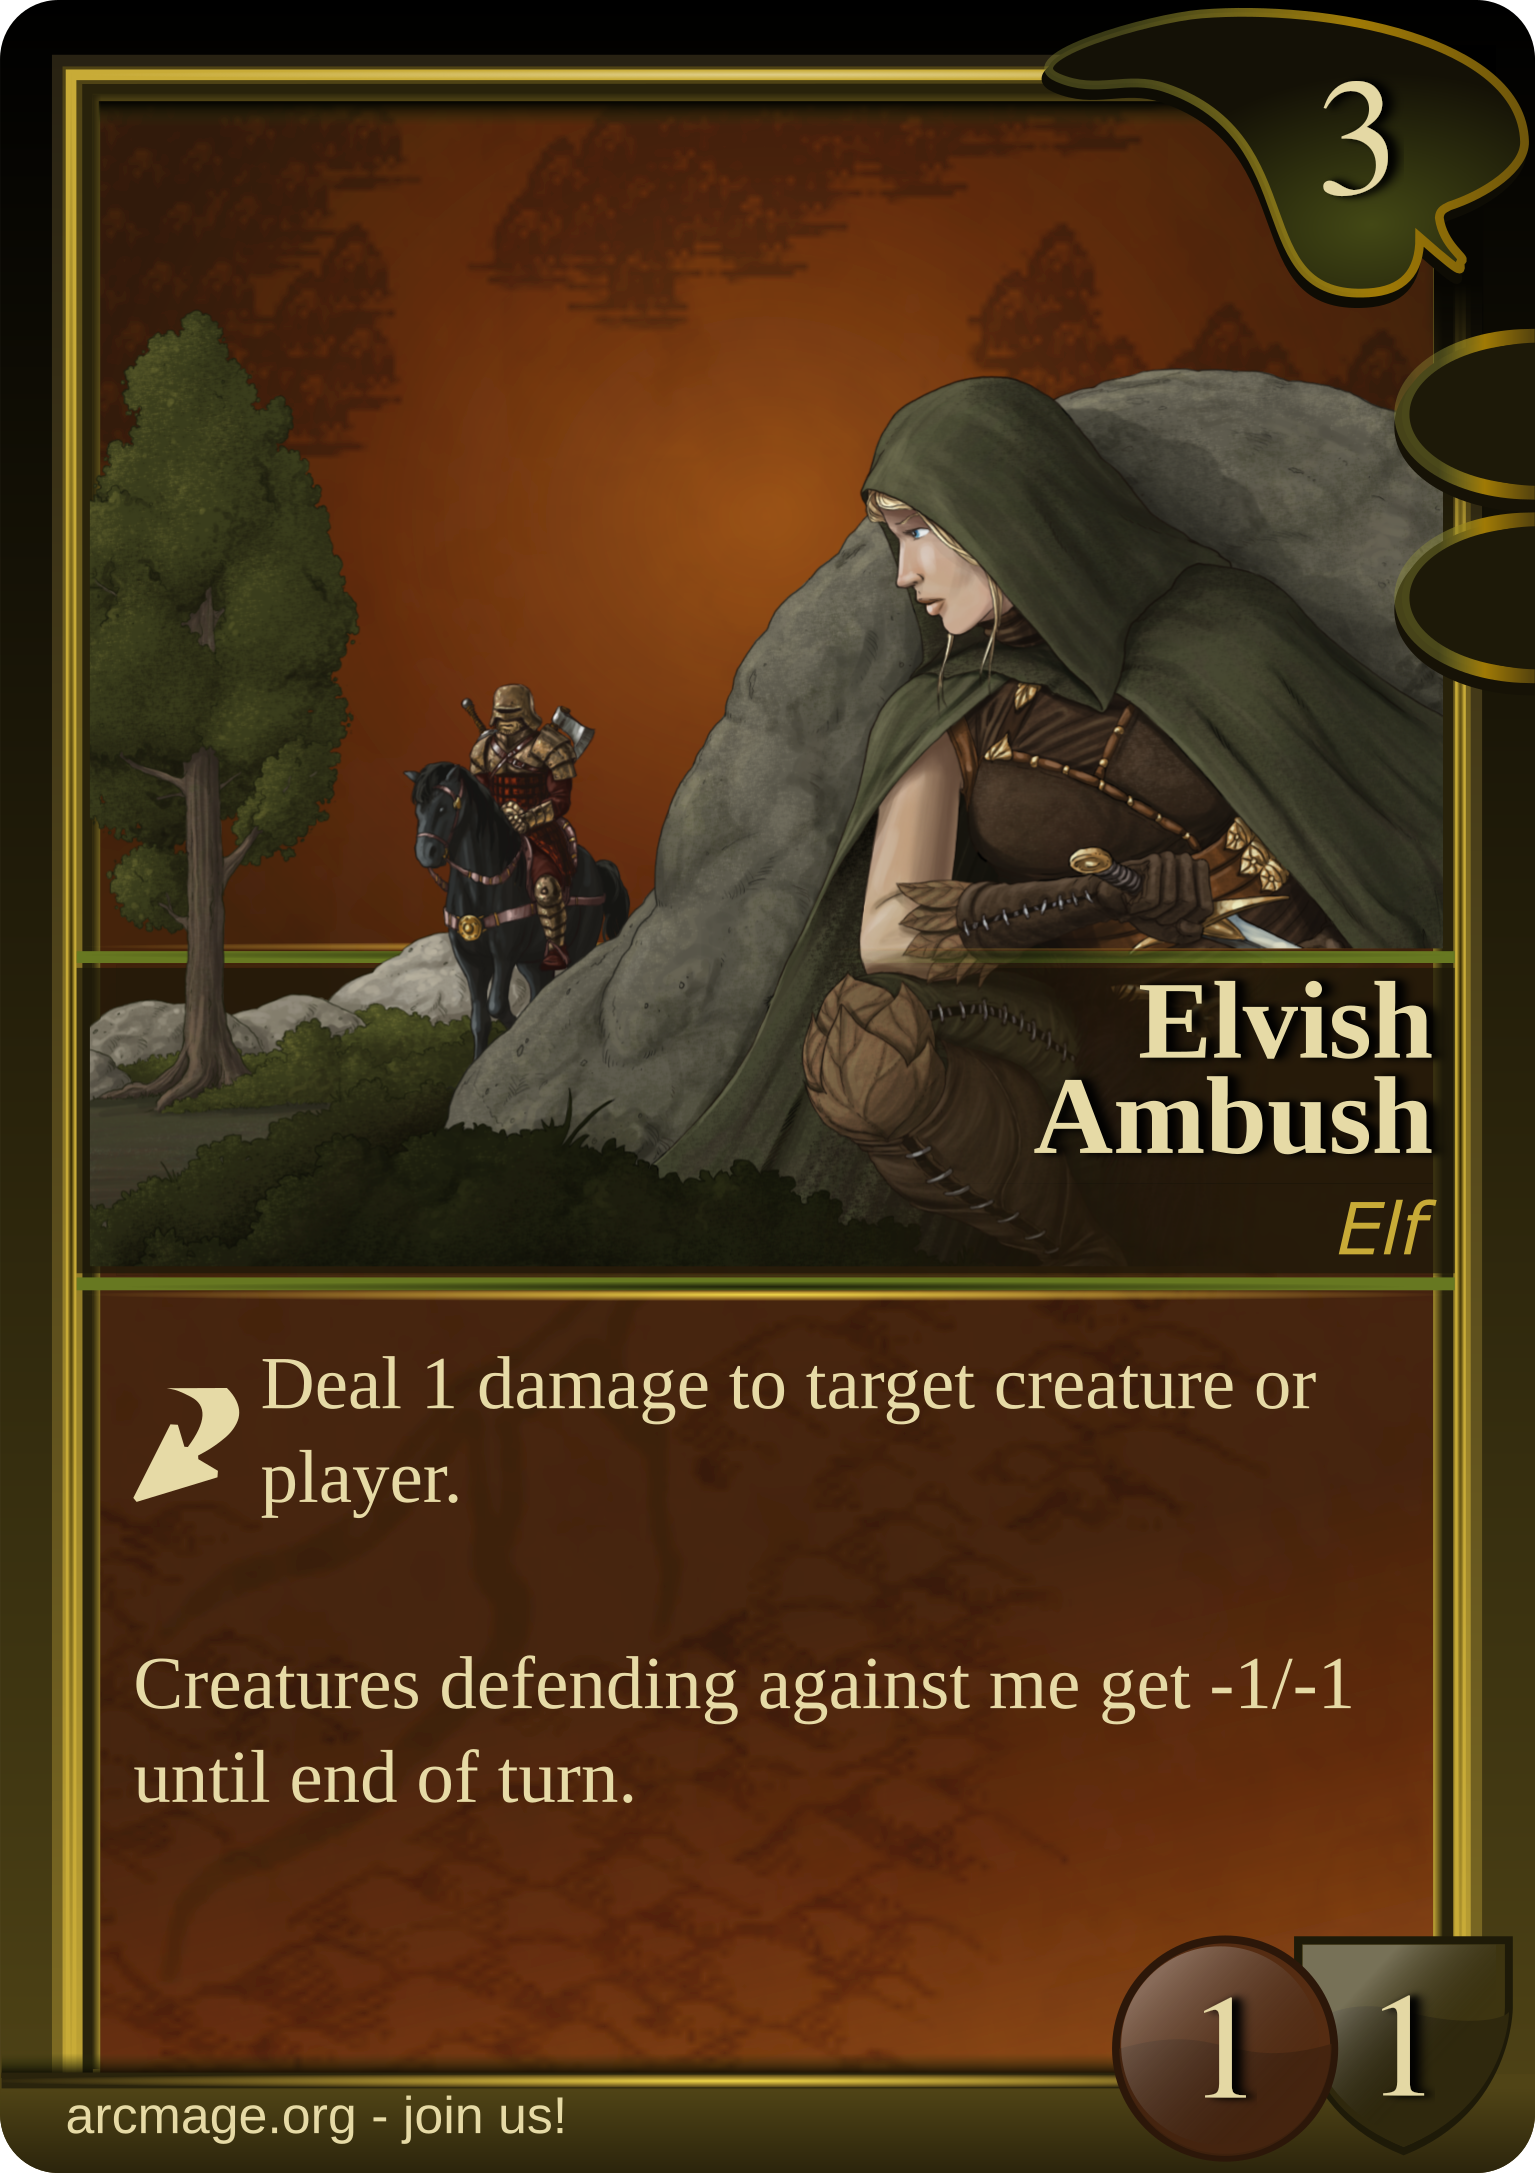 3
Elvish
Ambush
Elf
Deal 1 damage to target creature or
player.
Creatures defending against me get -1/-1
until end of turn.
1 1
arcmage.org - join us!